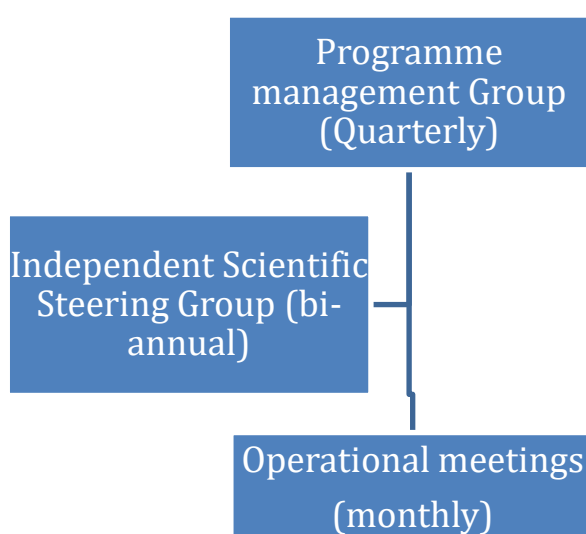 Programme
management Group
(Quarterly)
Independent Scientific
Steering Group (bi-
annual)
Operational meetings
(monthly)